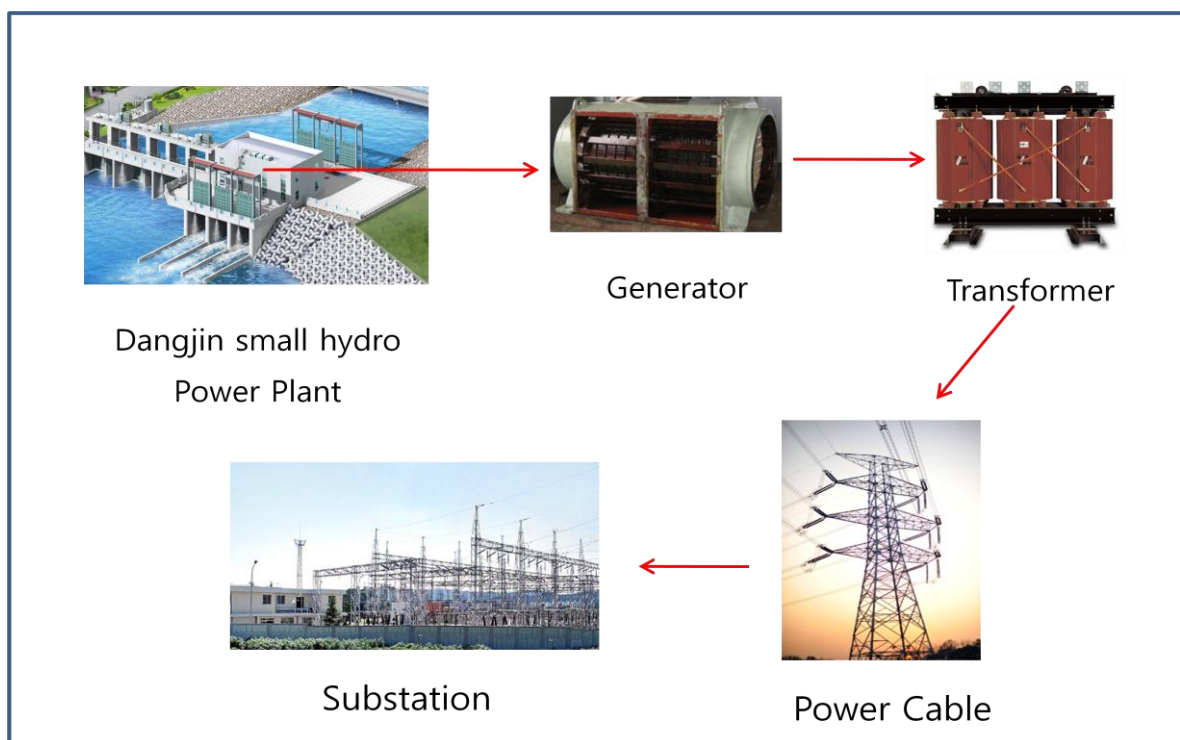 Dangjin small hydro
Power Plant
Generator
Transformer
Power Cable
Substation